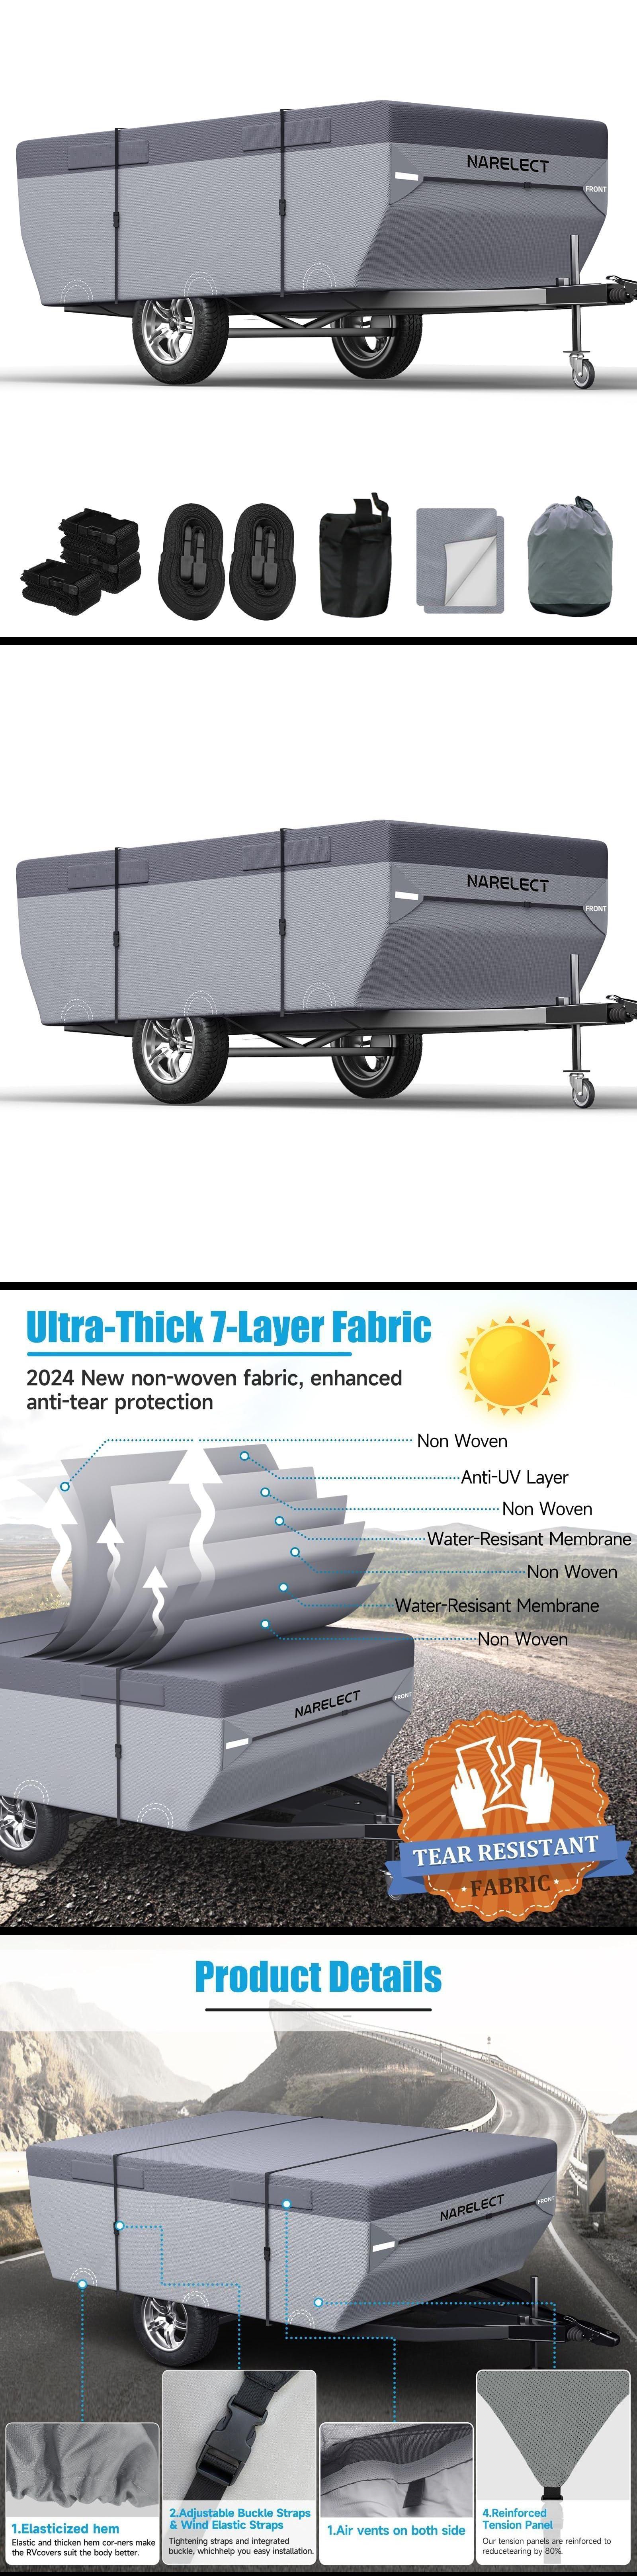 NARELECT
FRONT
NARELECT
FRONT
Ultra-Thick 7-Layer Fabric
2024 New non-woven fabric, enhanced
anti-tear protection
Non Woven
Anti-UV Layer
Non Woven
Water-Resisant Membrane
Non Woven
Water-Resisant Membrane
Non Woven
NARELECT
FRONT
TEAR RESISTANT
FABRIC
Product Details
NARELECT
FRONT
1.Elasticized hem
Elastic and thicken hem cor-ners make
the RVcovers suit the body better.
2.Adjustable Buckle Straps
& Wind Elastic Straps
Tightening straps and integrated
buckle, whichhelp you easy installation.
1.Air vents on both side
4.Reinforced
Tension Panel
Our tension panels are reinforced to
reducetearing by 80%.